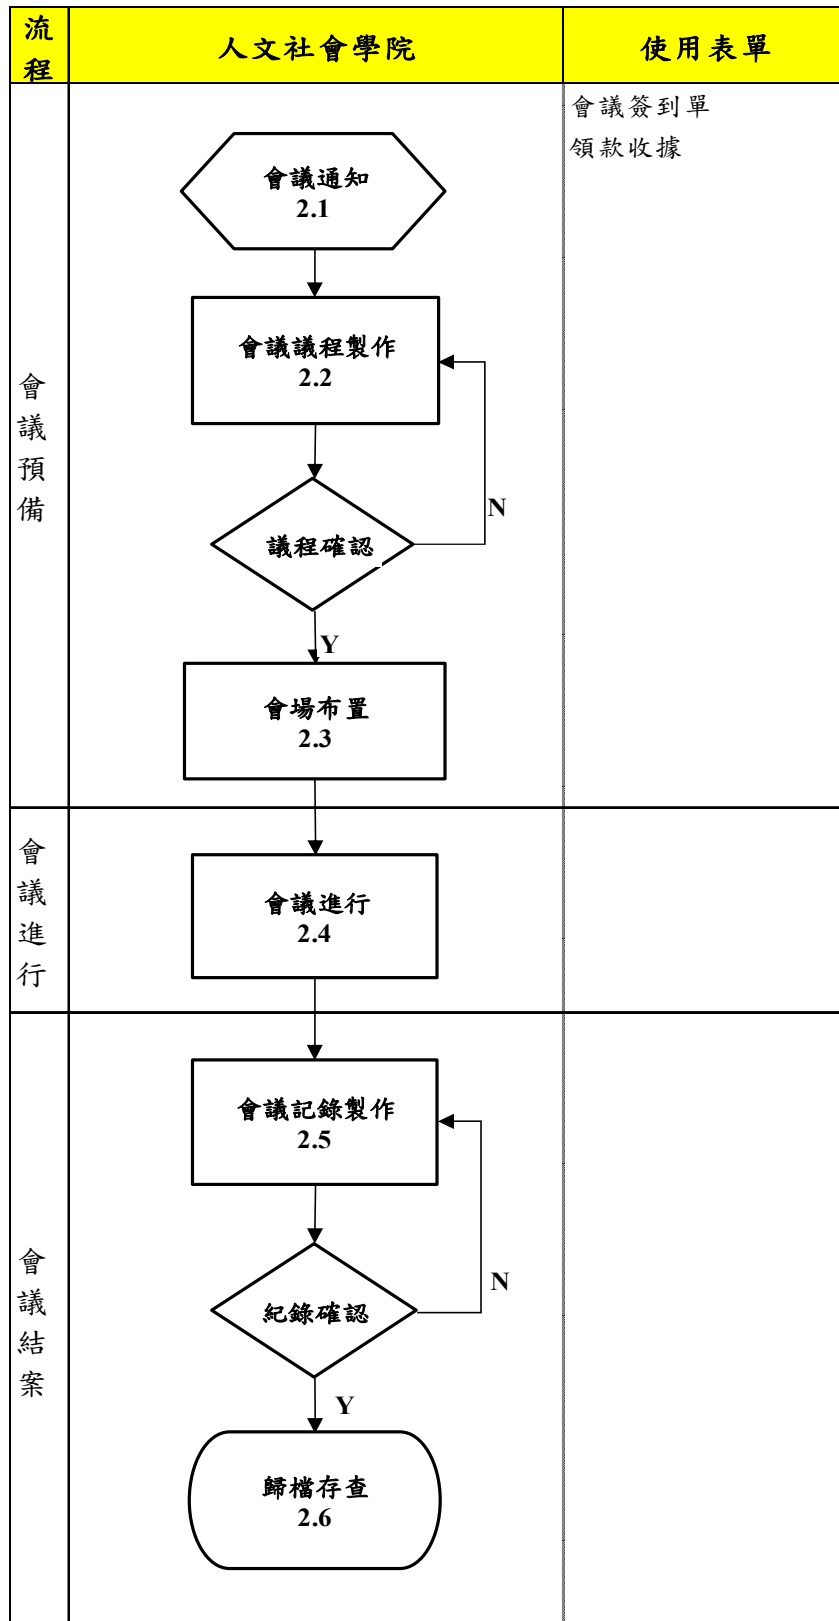 流
程
人文社會學院
使用表單
會議簽到單
領款收據
會
議
預
備
會議通知
2.1
會議議程製作
2.2
N
議程確認
Y
會場布置
2.3
會
議
進
行
會議進行
2.4
會
議
結
案
會議記錄製作
2.5
N
紀錄確認
Y
歸檔存查
2.6